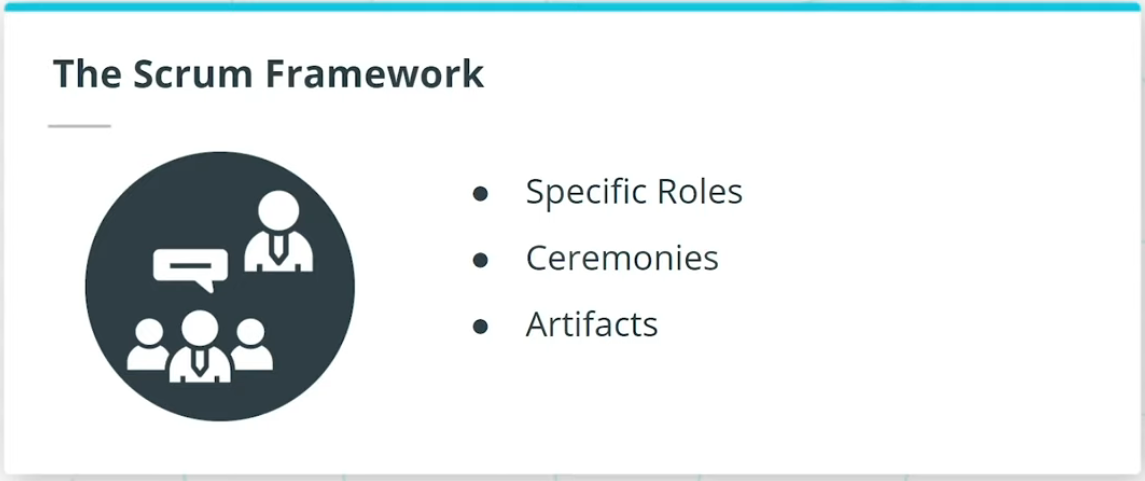 The Scrum Framework
● Specific Roles
● Ceremonies
● Artifacts